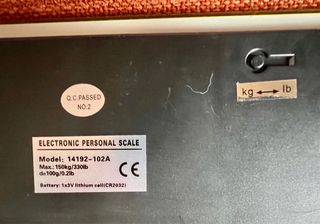 Q.C.PASSED
NO:2
kg ↔ lb
ELECTRONIC PERSONAL SCALE
Model: 14192-102A
Max.: 150kg/330lb
d=100g/0.2lb
CE
Battery: 1x3V lithium cell(CR2032)